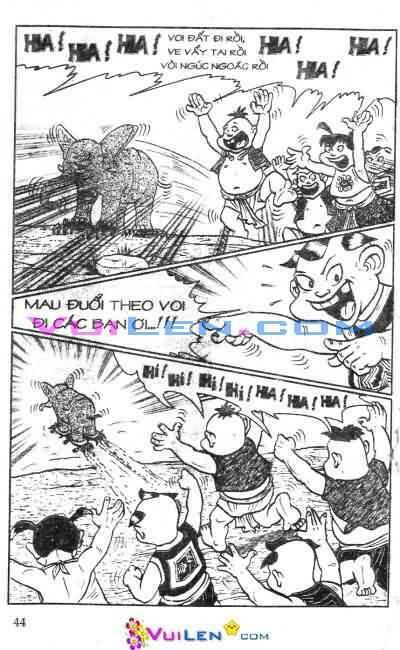 HIA! HIA! HIA!
VOI ĐẤT ĐI RỒI,
VE VẨY TAI RỒI
VÒI NGÚC NGOẮC RỒI
HIA! HIA! HIA!
MAU ĐUỔI THEO VOI
ĐI CÁC BẠN ƠI...!!!
VUILEN.COM
HI! HI! HI! HI! HIA! HIA! HIA!
44
VUILEN.COM